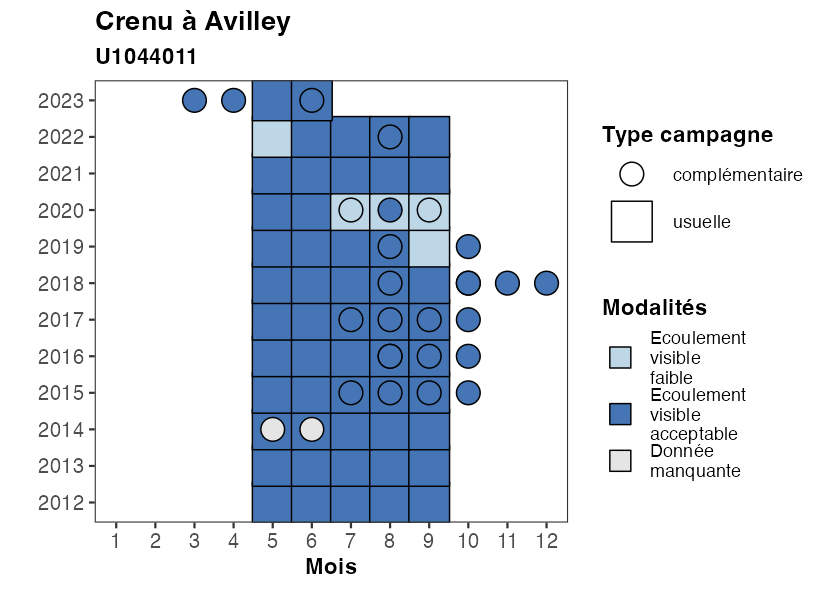 Crenu à Avilley
U1044011
2023
2022
2021
2020
2019
2018
2017
2016
2015
2014
2013
2012
1 2 3 4 5 6 7 8 9 10 11 12
Mois
Type campagne
complémentaire
usuelle
Modalités
Ecoulement
visible
faible
Ecoulement
visible
acceptable
Donnée
manquante